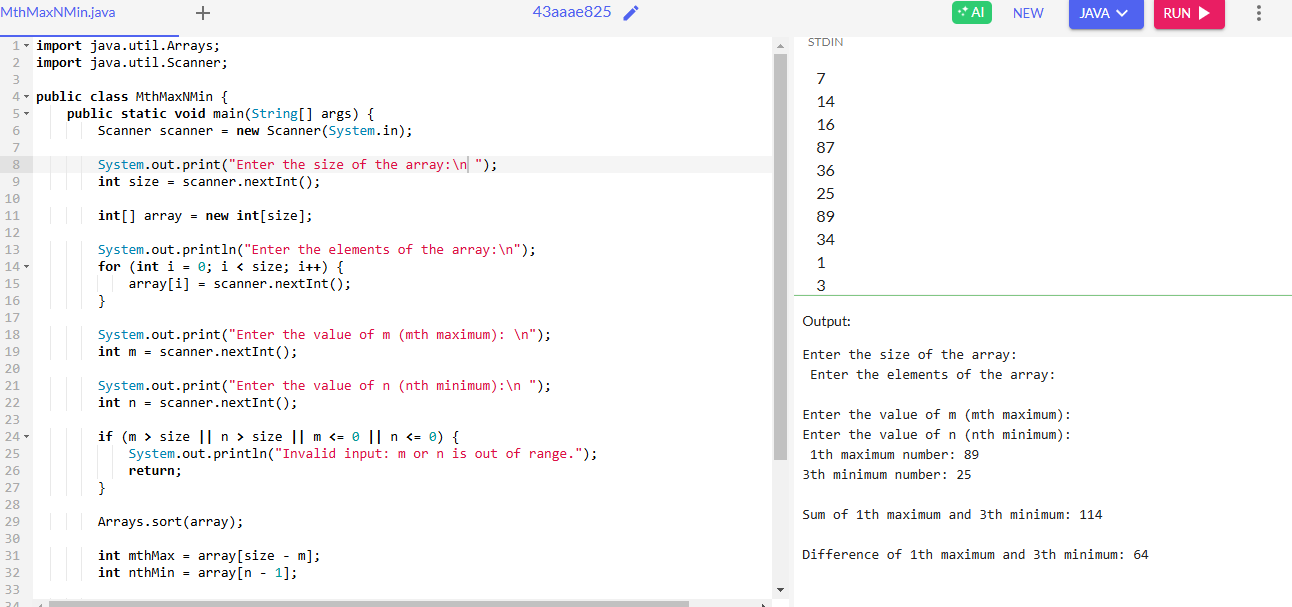 MthMaxNMin.java
43aaae825
AI NEW JAVA RUN
1 import java.util.Arrays;
2 import java.util.Scanner;
3
4 public class MthMaxNMin {
5 public static void main(String[] args) {
6 Scanner scanner = new Scanner(System.in);
7
8 System.out.print("Enter the size of the array:\n ");
9 int size = scanner.nextInt();
10
11 int[] array = new int[size];
12
13 System.out.println("Enter the elements of the array:\n");
14 for (int i = 0; i < size; i++) {
15 array[i] = scanner.nextInt();
16 }
17
18 System.out.print("Enter the value of m (mth maximum): \n");
19 int m = scanner.nextInt();
20
21 System.out.print("Enter the value of n (nth minimum):\n ");
22 int n = scanner.nextInt();
23
24 if (m > size || n > size || m <= 0 || n <= 0) {
25 System.out.println("Invalid input: m or n is out of range.");
26 return;
27 }
28
29 Arrays.sort(array);
30
31 int mthMax = array[size - m];
32 int nthMin = array[n - 1];
33
34
STDIN
7
14
16
87
36
25
89
34
1
3
Output:
Enter the size of the array:
Enter the elements of the array:
Enter the value of m (mth maximum):
Enter the value of n (nth minimum):
1th maximum number: 89
3th minimum number: 25
Sum of 1th maximum and 3th minimum: 114
Difference of 1th maximum and 3th minimum: 64